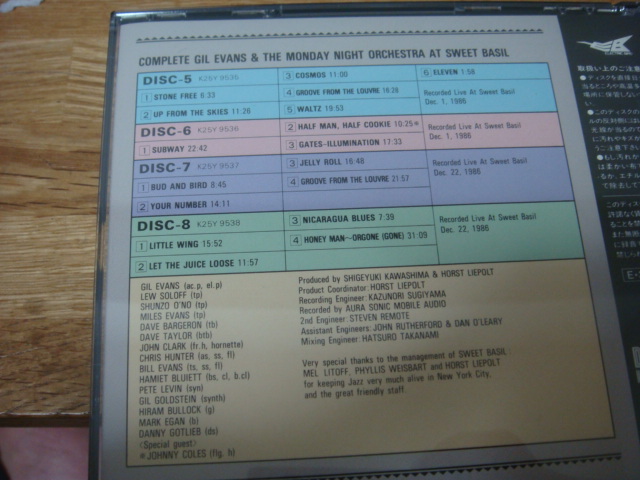 COMPLETE GIL EVANS & THE MONDAY NIGHT ORCHESTRA AT SWEET BASIL
DISC-5 K25Y 9535
1 STONE FREE 6:33
2 UP FROM THE SKIES 11:26
3 COSMOS 11:00
4 GROOVE FROM THE LOUVRE 16:28
5 WALTZ 19:53
6 ELEVEN 1:58
Recorded Live At Sweet Basil
Dec. 1, 1986
DISC-6 K25Y 9536
1 SUBWAY 22:42
2 HALF MAN, HALF COOKIE 10:25*
3 GATES-ILLUMINATION 17:33
Recorded Live At Sweet Basil
Dec. 1, 1986
DISC-7 K25Y 9537
1 BUD AND BIRD 8:45
2 YOUR NUMBER 14:11
3 JELLY ROLL 16:48
4 GROOVE FROM THE LOUVRE 21:57
Recorded Live At Sweet Basil
Dec. 22, 1986
DISC-8 K25Y 9538
1 LITTLE WING 15:52
2 LET THE JUICE LOOSE 11:57
3 NICARAGUA BLUES 7:39
4 HONEY MAN~ORGONE (GONE) 31:09
Recorded Live At Sweet Basil
Dec. 22, 1986
GIL EVANS (ac.p, el.p)
LEW SOLOFF (tp)
SHUNZO O'NO (tp)
MILES EVANS (tp)
DAVE BARGERON (tb)
DAVE TAYLOR (btb)
JOHN CLARK (fr.h, hornette)
CHRIS HUNTER (as, ss, fl)
BILL EVANS (ts, ss, fl)
HAMIET BLUIETT (bs, cl, b.cl)
PETE LEVIN (syn)
GIL GOLDSTEIN (synth)
HIRAM BULLOCK (g)
MARK EGAN (b)
DANNY GOTLIEB (ds)
<Special guest>
*JOHNNY COLES (flg. h)
Produced by SHIGEYUKI KAWASHIMA & HORST LIEPOLT
Product Coordinator: HORST LIEPOLT
Recording Engineer: KAZUNORI SUGIYAMA
Recorded by AURA SONIC MOBILE AUDIO
2nd Engineer: STEVEN REMOTE
Assistant Engineers: JOHN RUTHERFORD & DAN O'LEARY
Mixing Engineer: HATSURO TAKANAMI
Very special thanks to the management of SWEET BASIL
MEL LITOFF, PHYLLIS WEISBART and HORST LIEPOLT
for keeping Jazz very much alive in New York City,
and the great friendly staff.
取扱い上のご注意